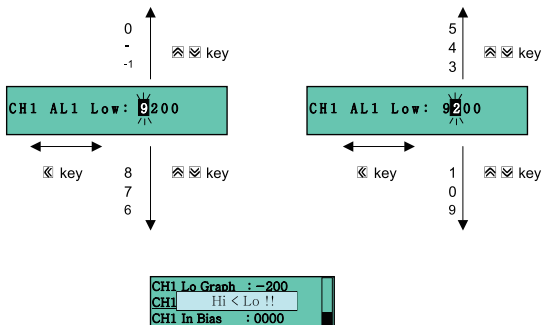 0
-
-1
key
CH1 AL1 Low: 9200
key
8
7
6
key
5
4
3
key
CH1 AL1 Low: 9200
key
1
0
9
key
CH1 Lo Graph : -200
CH1
Hi < Lo !!
CH1 In Bias : 0000